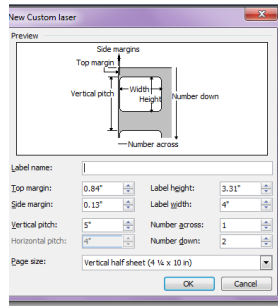 New Custom laser
Preview
Side margins
Top margin
Vertical pitch
Width
Height
Number down
Number across
Label name:
Top margin: 0.84" Label height: 3.31"
Side margin: 0.13" Label width: 4"
Vertical pitch: 5" Number across: 1
Horizontal pitch: 4" Number down: 2
Page size: Vertical half sheet (4 ¼ x 10 in)
OK Cancel